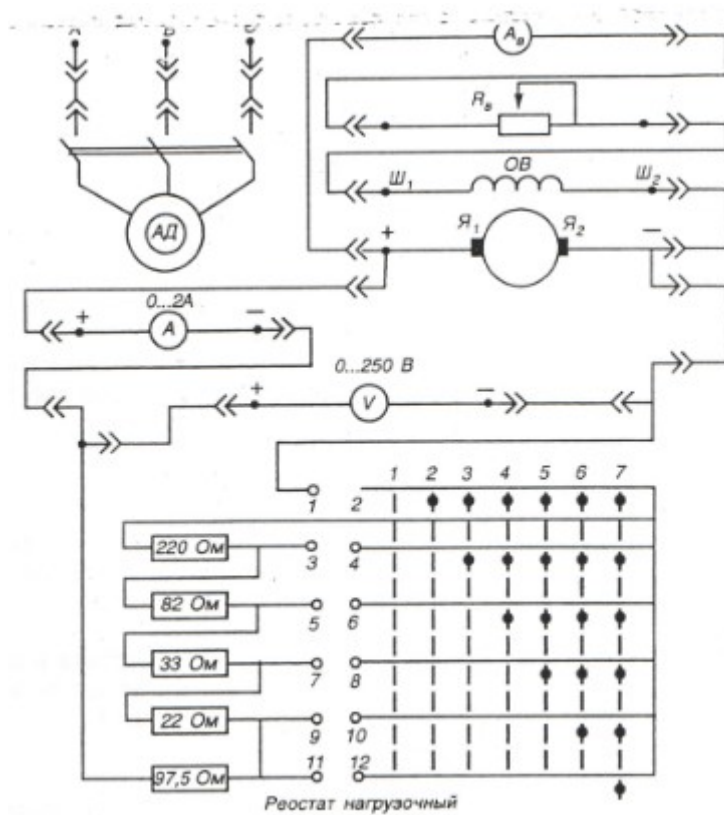 A B C
Aв
Rв
Ш1 ОВ Ш2
АД
+ Я1 Я2 –
0...2А
+ А –
0...250 В
+ V –
1 2 3 4 5 6 7
1 2
220 Ом 3 4
82 Ом 5 6
33 Ом 7 8
22 Ом 9 10
97,5 Ом 11 12
Реостат нагрузочный